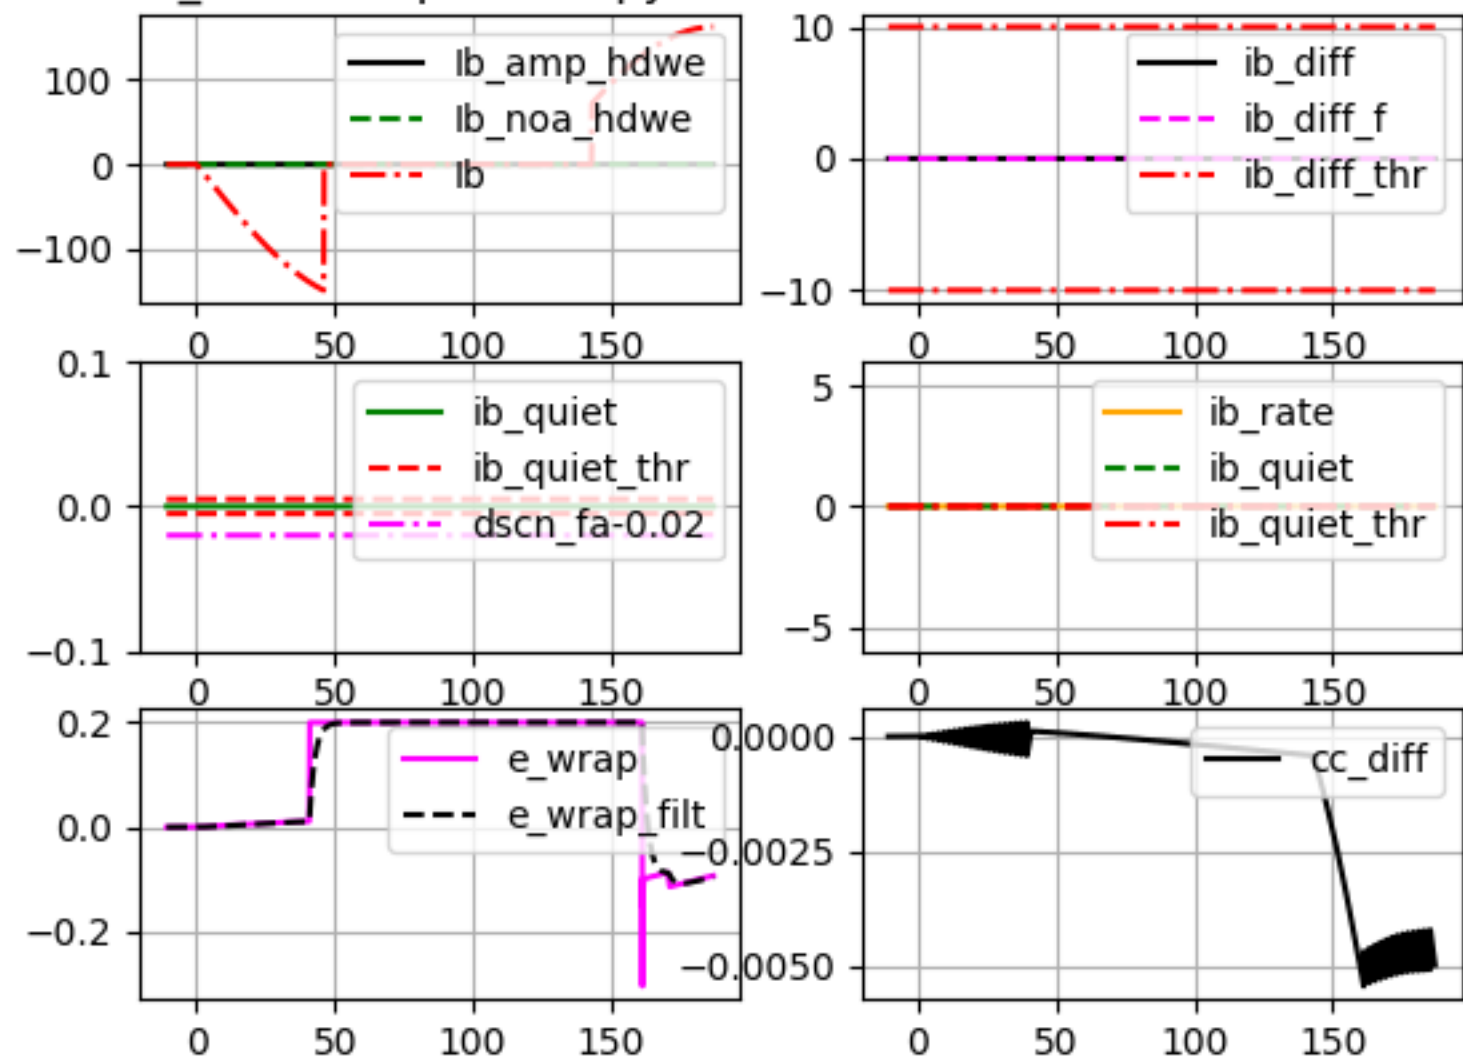 100
0
−100
0
50
100
150
Ib_amp_hdwe
Ib_noa_hdwe
Ib
10
0
−10
0
50
100
150
ib_diff
ib_diff_f
ib_diff_thr
0.1
0.0
−0.1
0
50
100
150
ib_quiet
ib_quiet_thr
dscn_fa-0.02
5
0
−5
0
50
100
150
ib_rate
ib_quiet
ib_quiet_thr
0.2
0.0
−0.2
0
50
100
150
e_wrap
e_wrap_filt
0.0000
−0.0025
−0.0050
0
50
100
150
cc_diff